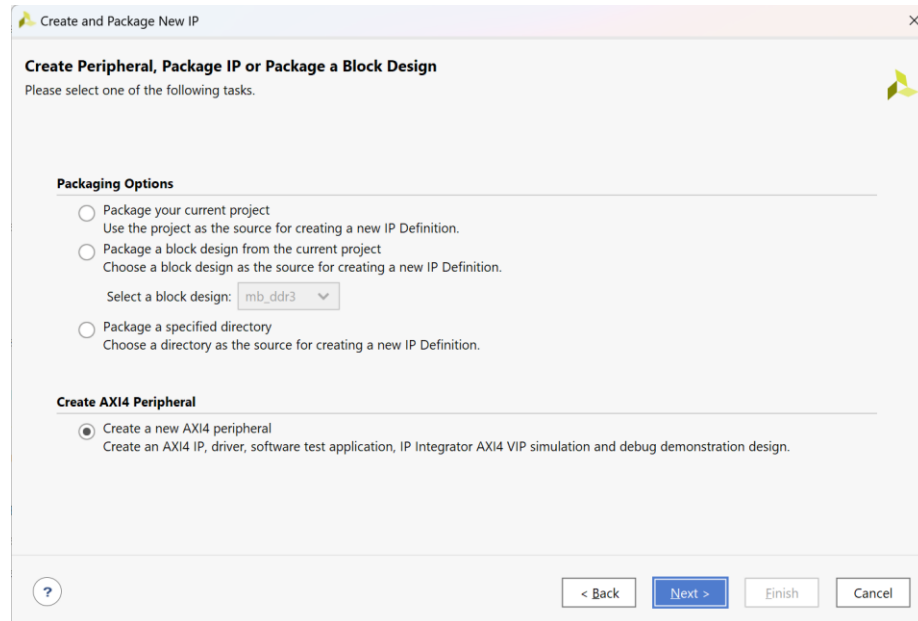 Create and Package New IP
Create Peripheral, Package IP or Package a Block Design
Please select one of the following tasks.
Packaging Options
Package your current project
Use the project as the source for creating a new IP Definition.
Package a block design from the current project
Choose a block design as the source for creating a new IP Definition.
Select a block design: mb_ddr3
Package a specified directory
Choose a directory as the source for creating a new IP Definition.
Create AXI4 Peripheral
Create a new AXI4 peripheral
Create an AXI4 IP, driver, software test application, IP Integrator AXI4 VIP simulation and debug demonstration design.
? < Back Next > Finish Cancel